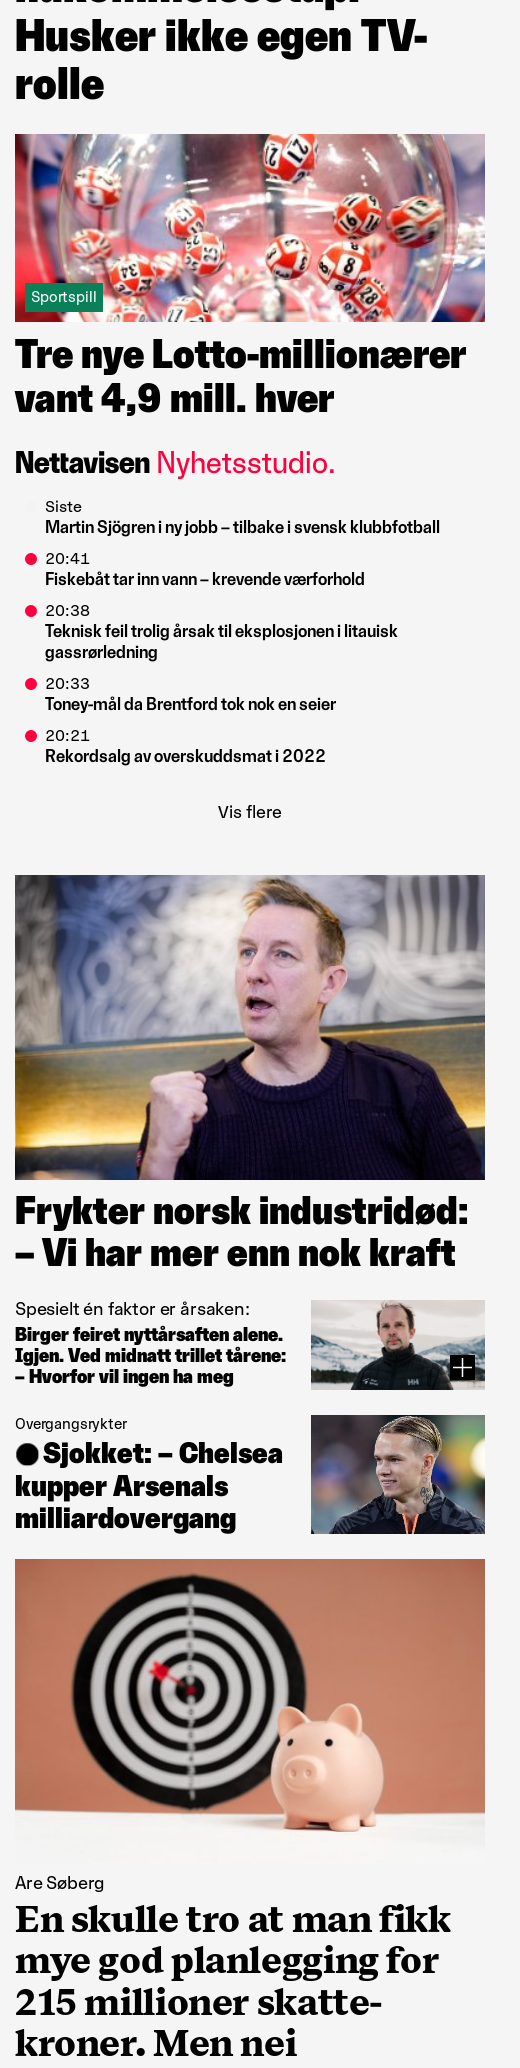 Husker ikke egen TV-
rolle
Sportspill
Tre nye Lotto-millionærer
vant 4,9 mill. hver
Nettavisen Nyhetsstudio.
Siste
Martin Sjögren i ny jobb – tilbake i svensk klubbfotball
20:41
Fiskebåt tar inn vann – krevende værforhold
20:38
Teknisk feil trolig årsak til eksplosjonen i litauisk
gassrørledning
20:33
Toney-mål da Brentford tok nok en seier
20:21
Rekordsalg av overskuddsmat i 2022
Vis flere
Frykter norsk industridød:
– Vi har mer enn nok kraft
Spesielt én faktor er årsaken:
Birger feiret nyttårsaften alene.
Igjen. Ved midnatt trillet tårene:
– Hvorfor vil ingen ha meg
Overgangsrykter
Sjokket: – Chelsea
kupper Arsenals
milliardovergang
Are Søberg
En skulle tro at man fikk
mye god planlegging for
215 millioner skatte-
kroner. Men nei